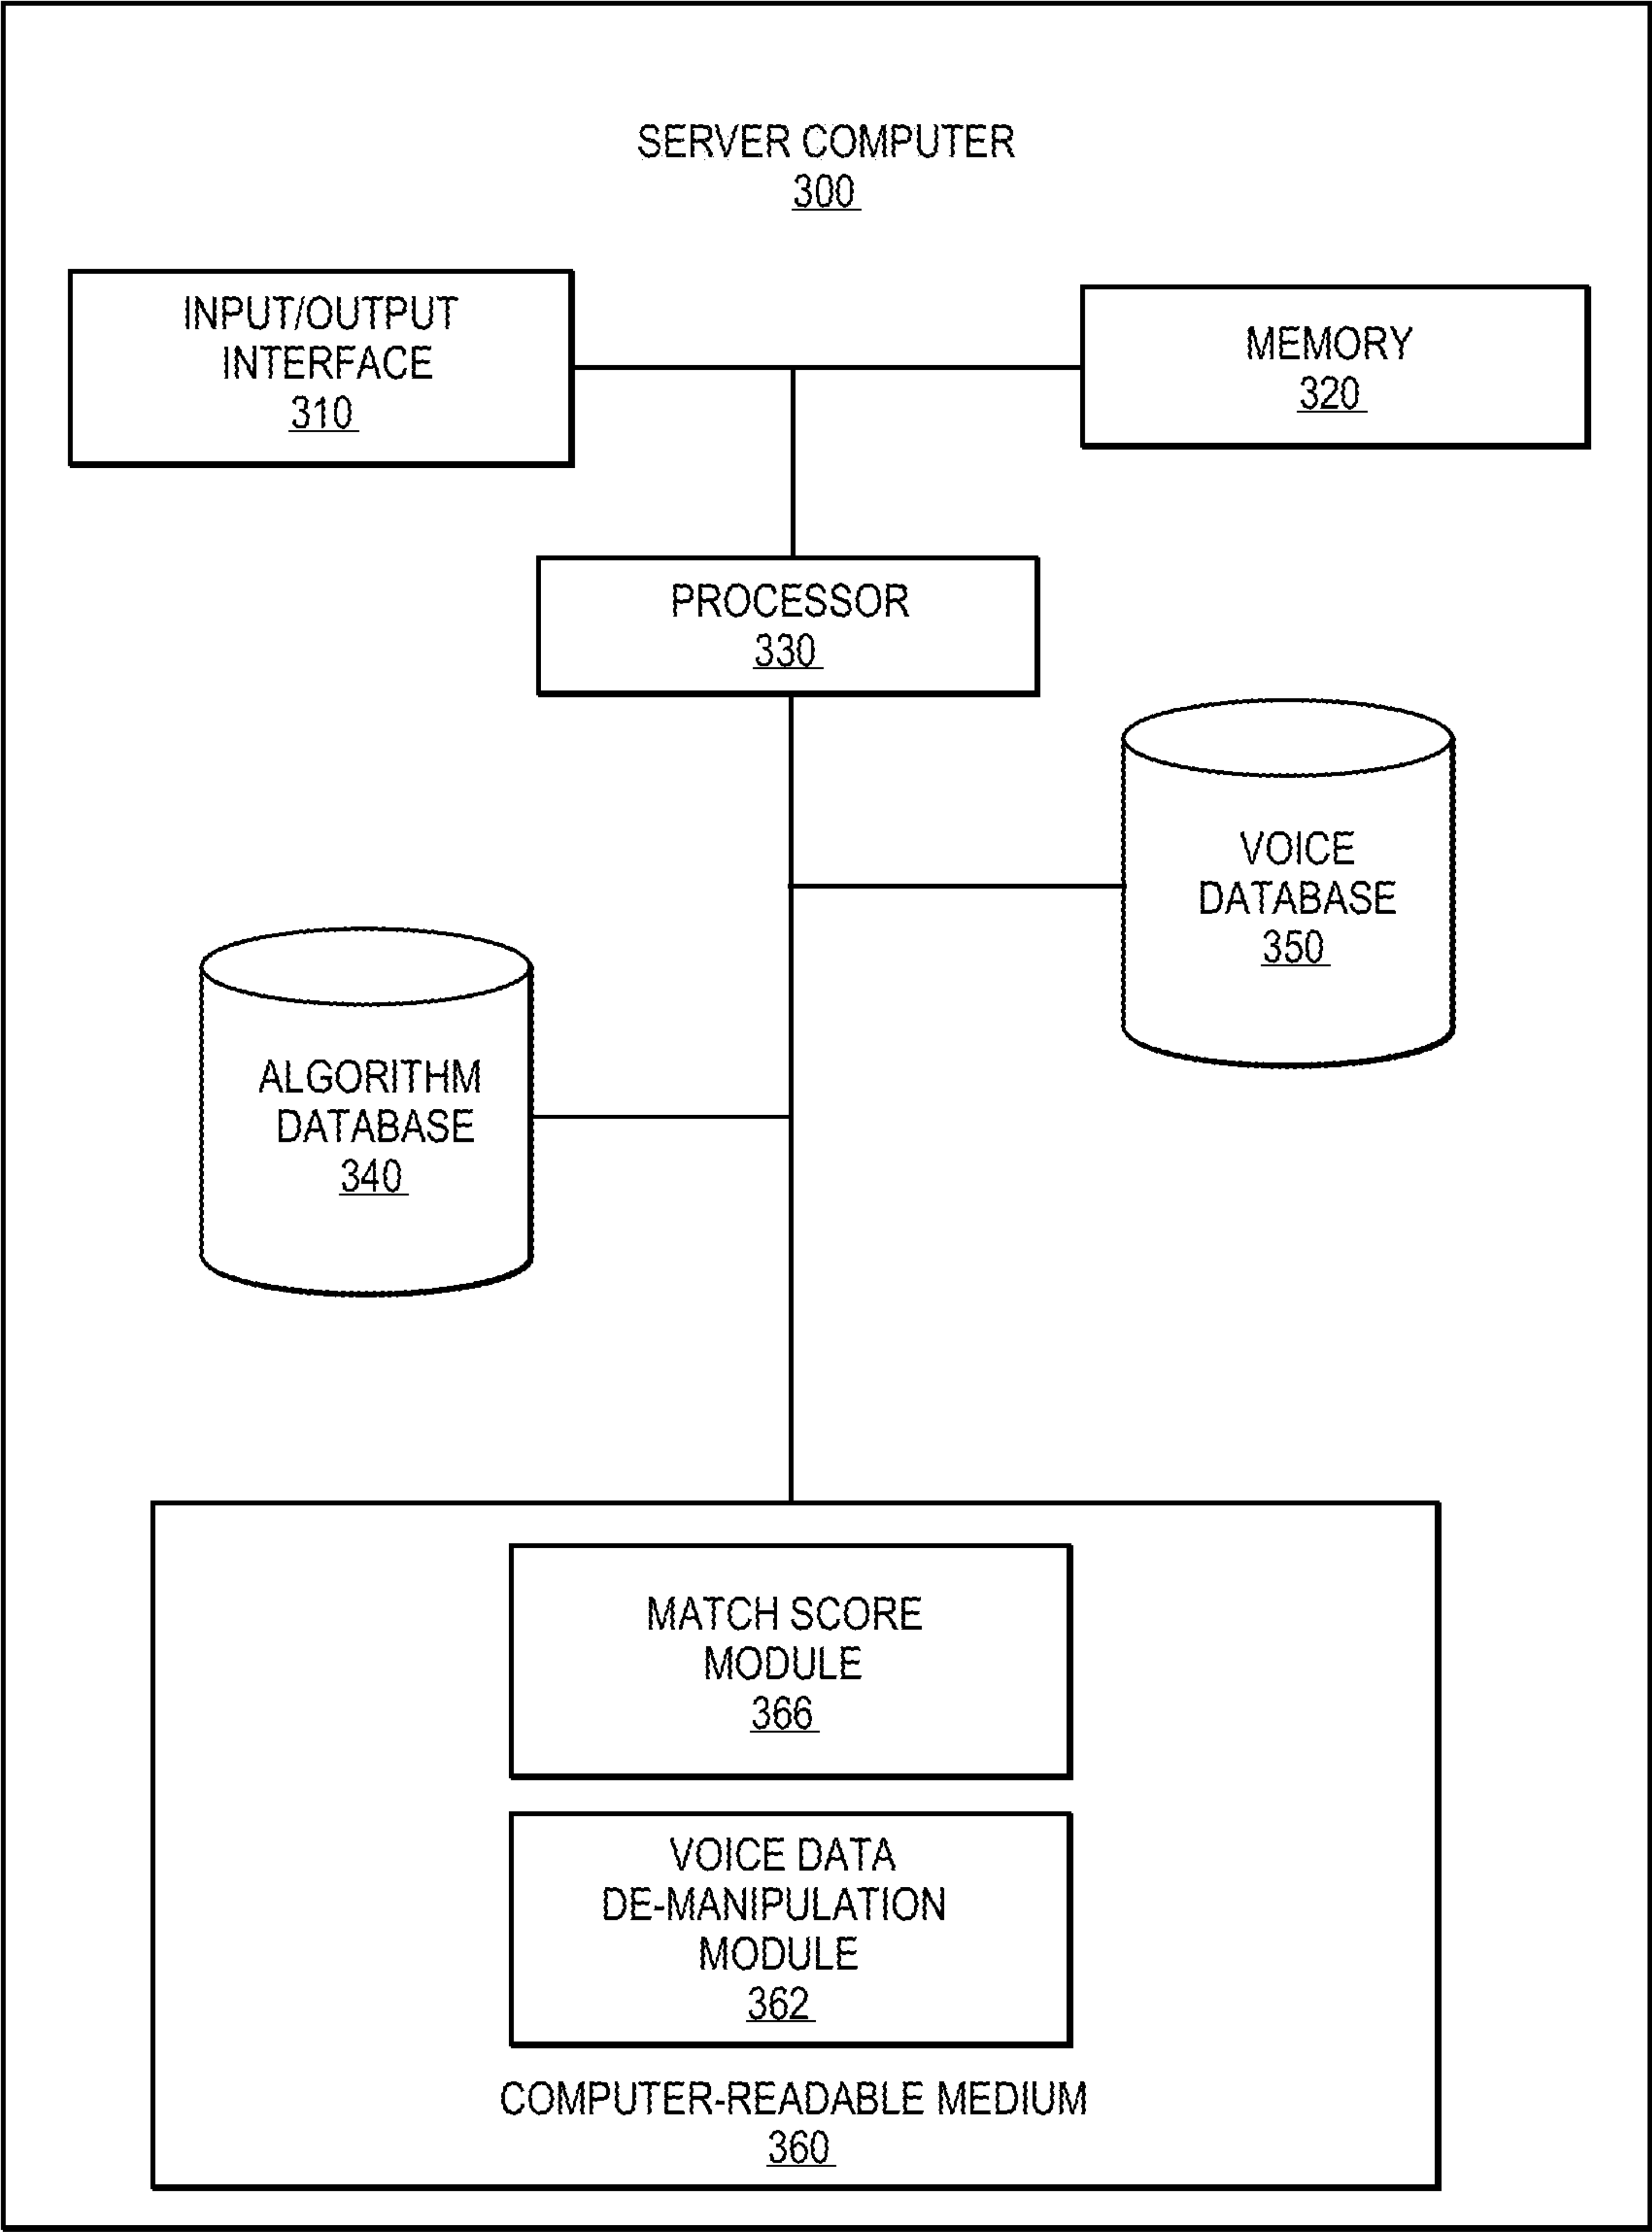 SERVER COMPUTER
300
INPUT/OUTPUT
INTERFACE
310
MEMORY
320
PROCESSOR
330
VOICE
DATABASE
350
ALGORITHM
DATABASE
340
MATCH SCORE
MODULE
366
VOICE DATA
DE-MANIPULATION
MODULE
362
COMPUTER-READABLE MEDIUM
360